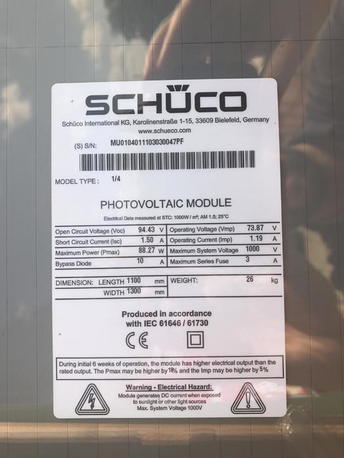 SCHÜCO
Schüco International KG, Karolinenstraße 1-15, 33609 Bielefeld, Germany
www.schueco.com
(S) S/N: MU0104011103030047PF
MODEL TYPE : 1/4
PHOTOVOLTAIC MODULE
Electrical Data measured at STC: 1000W / m²; AM 1.5; 25°C
Open Circuit Voltage (Voc) 94.43 V Operating Voltage (Vmp) 73.87 V
Short Circuit Current (Isc) 1.50 A Operating Current (Imp) 1.19 A
Maximum Power (Pmax) 88.27 W Maximum System Voltage 1000 V
Bypass Diode 10 A Maximum Series Fuse 3 A
DIMENSION: LENGTH 1100 mm WEIGHT: 26 kg
WIDTH 1300 mm
Produced in accordance
with IEC 61646 / 61730
CE
During initial 6 weeks of operation, the module has higher electrical output than the
rated output. The Pmax may be higher by 18% and the Imp may be higher by 5%
Warning - Electrical Hazard:
Module generates DC current when exposed
to sunlight or other light sources
Max. System Voltage 1000V